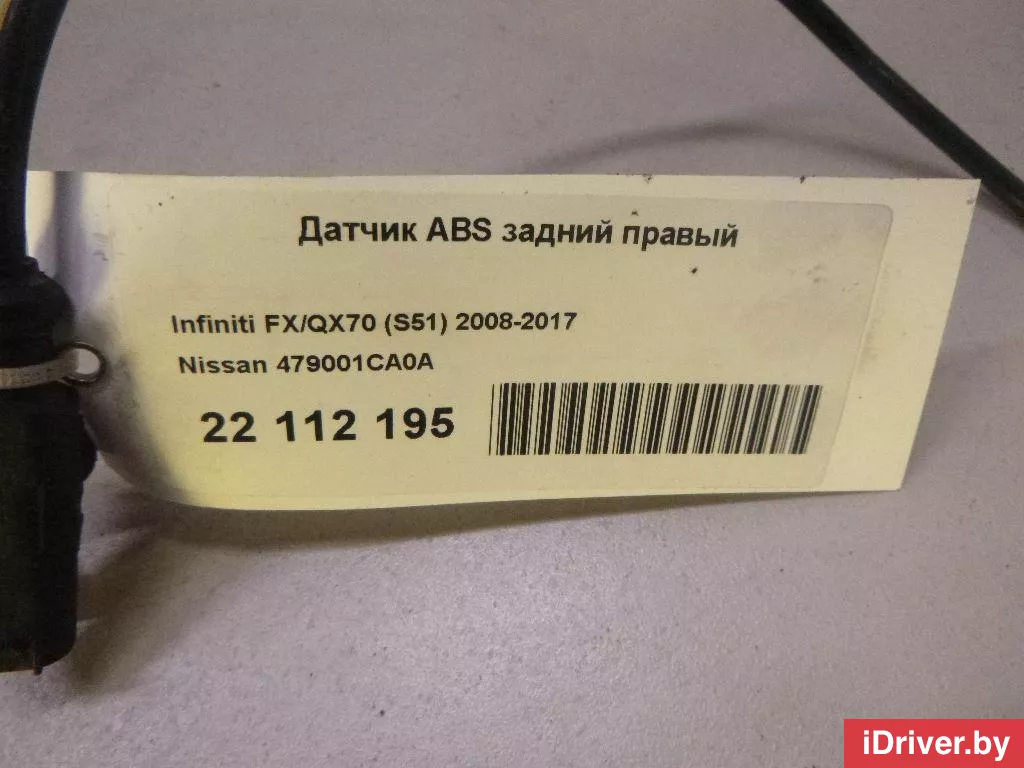 Датчик ABS задний правый
Infiniti FX/QX70 (S51) 2008-2017
Nissan 479001CA0A
22 112 195
iDriver.by